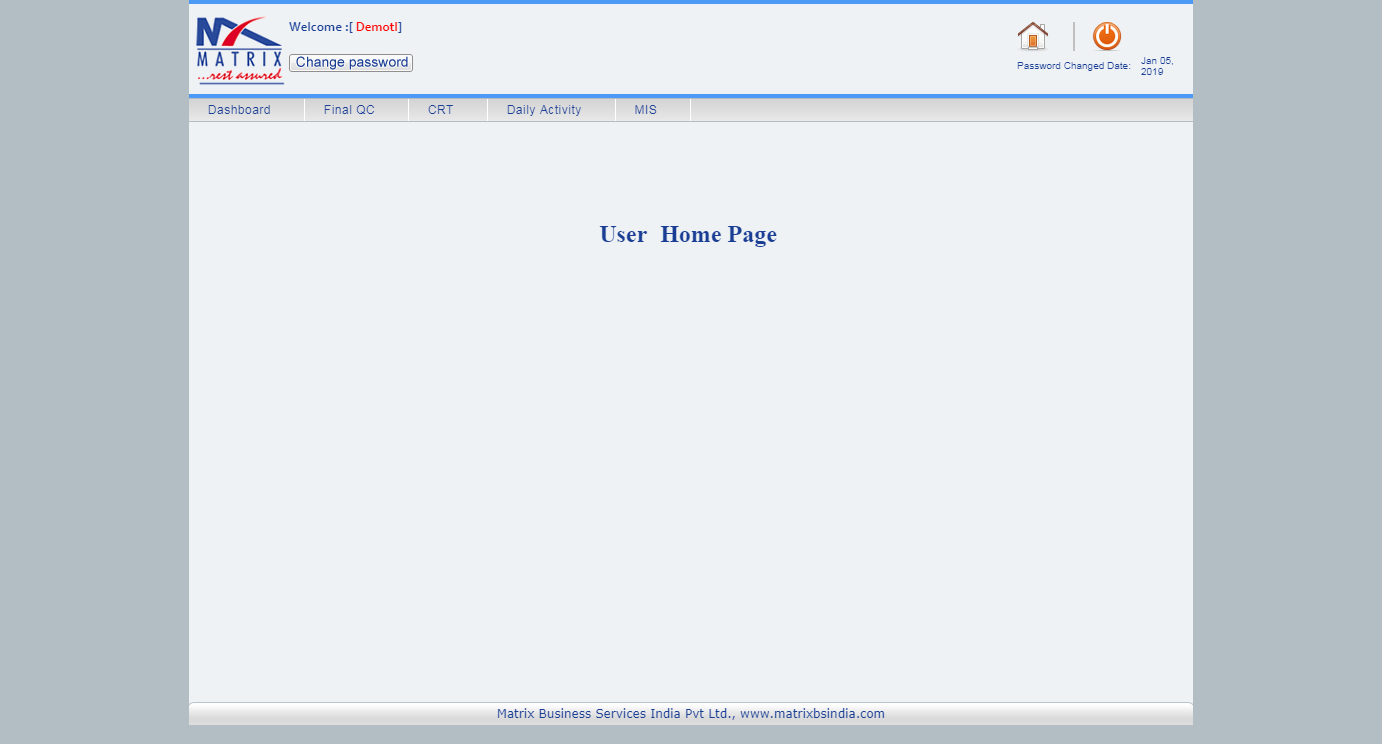 MATRIX
...rest assured
Welcome :[ Demotl]
Change password
Password Changed Date:
Jan 05,
2019
Dashboard
Final QC
CRT
Daily Activity
MIS
User  Home Page
Matrix Business Services India Pvt Ltd., www.matrixbsindia.com